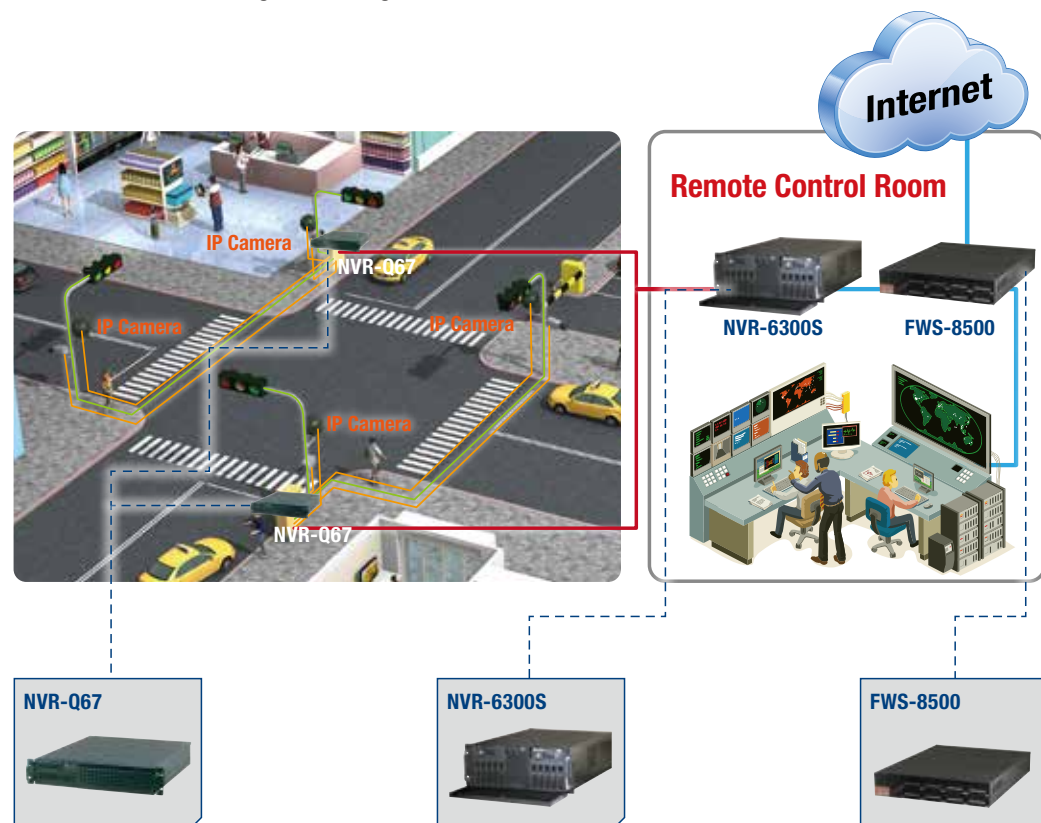 Internet
Remote Control Room
IP Camera
NVR-Q67
IP Camera
IP Camera
NVR-6300S
FWS-8500
IP Camera
NVR-Q67
NVR-Q67
NVR-6300S
FWS-8500